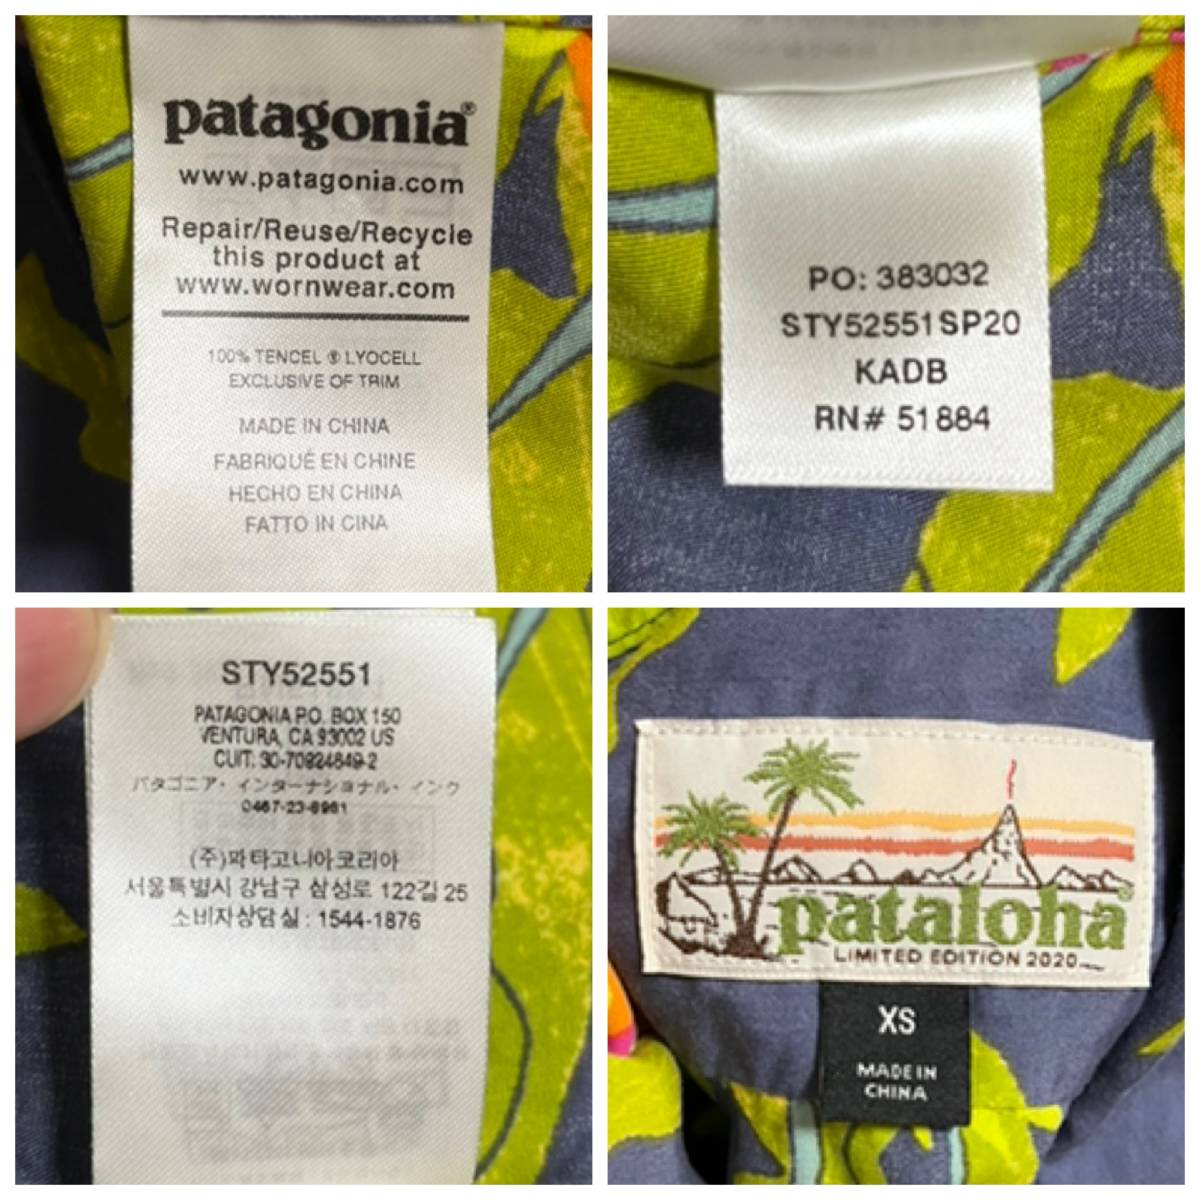 patagonia®
www.patagonia.com
Repair/Reuse/Recycle
this product at
www.wornwear.com
100% TENCEL ® LYOCELL
EXCLUSIVE OF TRIM
MADE IN CHINA
FABRIQUÉ EN CHINE
HECHO EN CHINA
FATTO IN CINA
PO: 383032
STY52551SP20
KADB
RN# 51884
STY52551
PATAGONIA P.O. BOX 150
VENTURA, CA 93002 US
CUIT: 30-70924849-2
パタゴニア・インターナショナル・インク
0467-23-8961
(주)파타고니아코리아
서울특별시 강남구 삼성로 122길 25
소비자상담실 : 1544-1876
pataloha®
LIMITED EDITION 2020
XS
MADE IN
CHINA